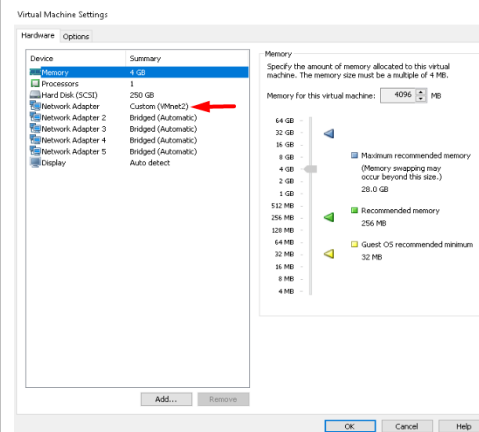 Virtual Machine Settings
Hardware Options
Device Summary
Memory 4 GB
Processors 1
Hard Disk (SCSI) 250 GB
Network Adapter Custom (VMnet2)
Network Adapter 2 Bridged (Automatic)
Network Adapter 3 Bridged (Automatic)
Network Adapter 4 Bridged (Automatic)
Network Adapter 5 Bridged (Automatic)
Display Auto detect
Add... Remove
Memory
Specify the amount of memory allocated to this virtual
machine. The memory size must be a multiple of 4 MB.
Memory for this virtual machine: 4096 MB
64 GB
32 GB
16 GB
8 GB
4 GB
2 GB
1 GB
512 MB
256 MB
128 MB
64 MB
32 MB
16 MB
8 MB
4 MB
Maximum recommended memory
(Memory swapping may
occur beyond this size.)
28.0 GB
Recommended memory
256 MB
Guest OS recommended minimum
32 MB
OK Cancel Help